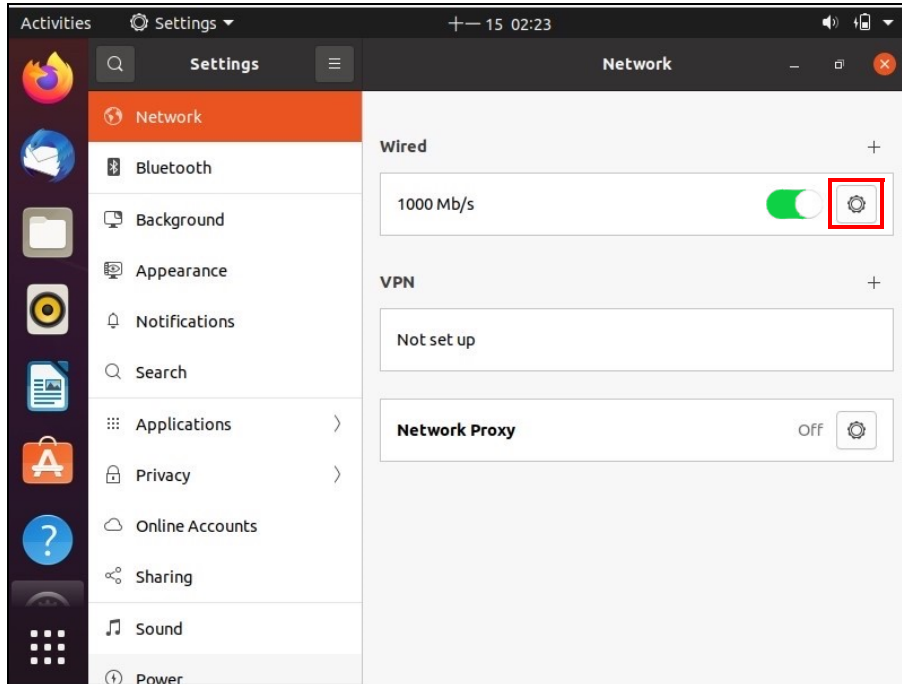 Activities Settings 十一 15 02:23
Settings Network
Network
Bluetooth
Background
Appearance
Notifications
Search
Applications
Privacy
Online Accounts
Sharing
Sound
Power
Wired
1000 Mb/s
VPN
Not set up
Network Proxy Off